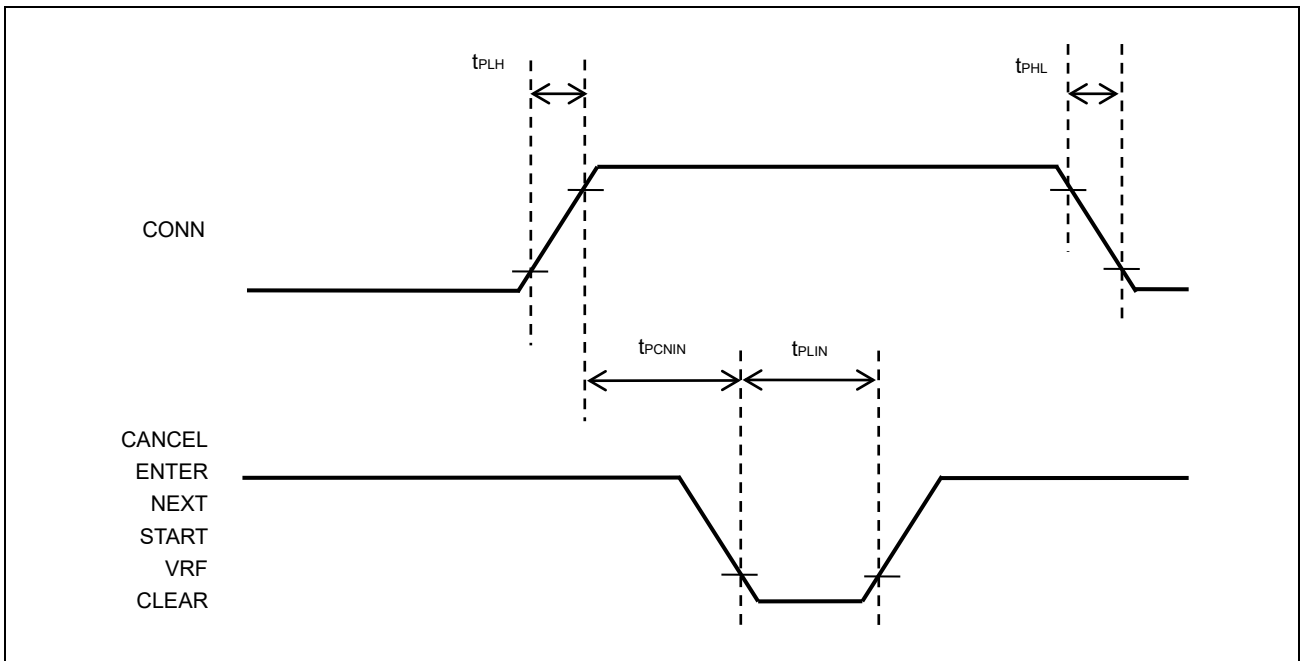 tPLH
tPHL
CONN
tPCNIN
tPLIN
CANCEL
ENTER
NEXT
START
VRF
CLEAR